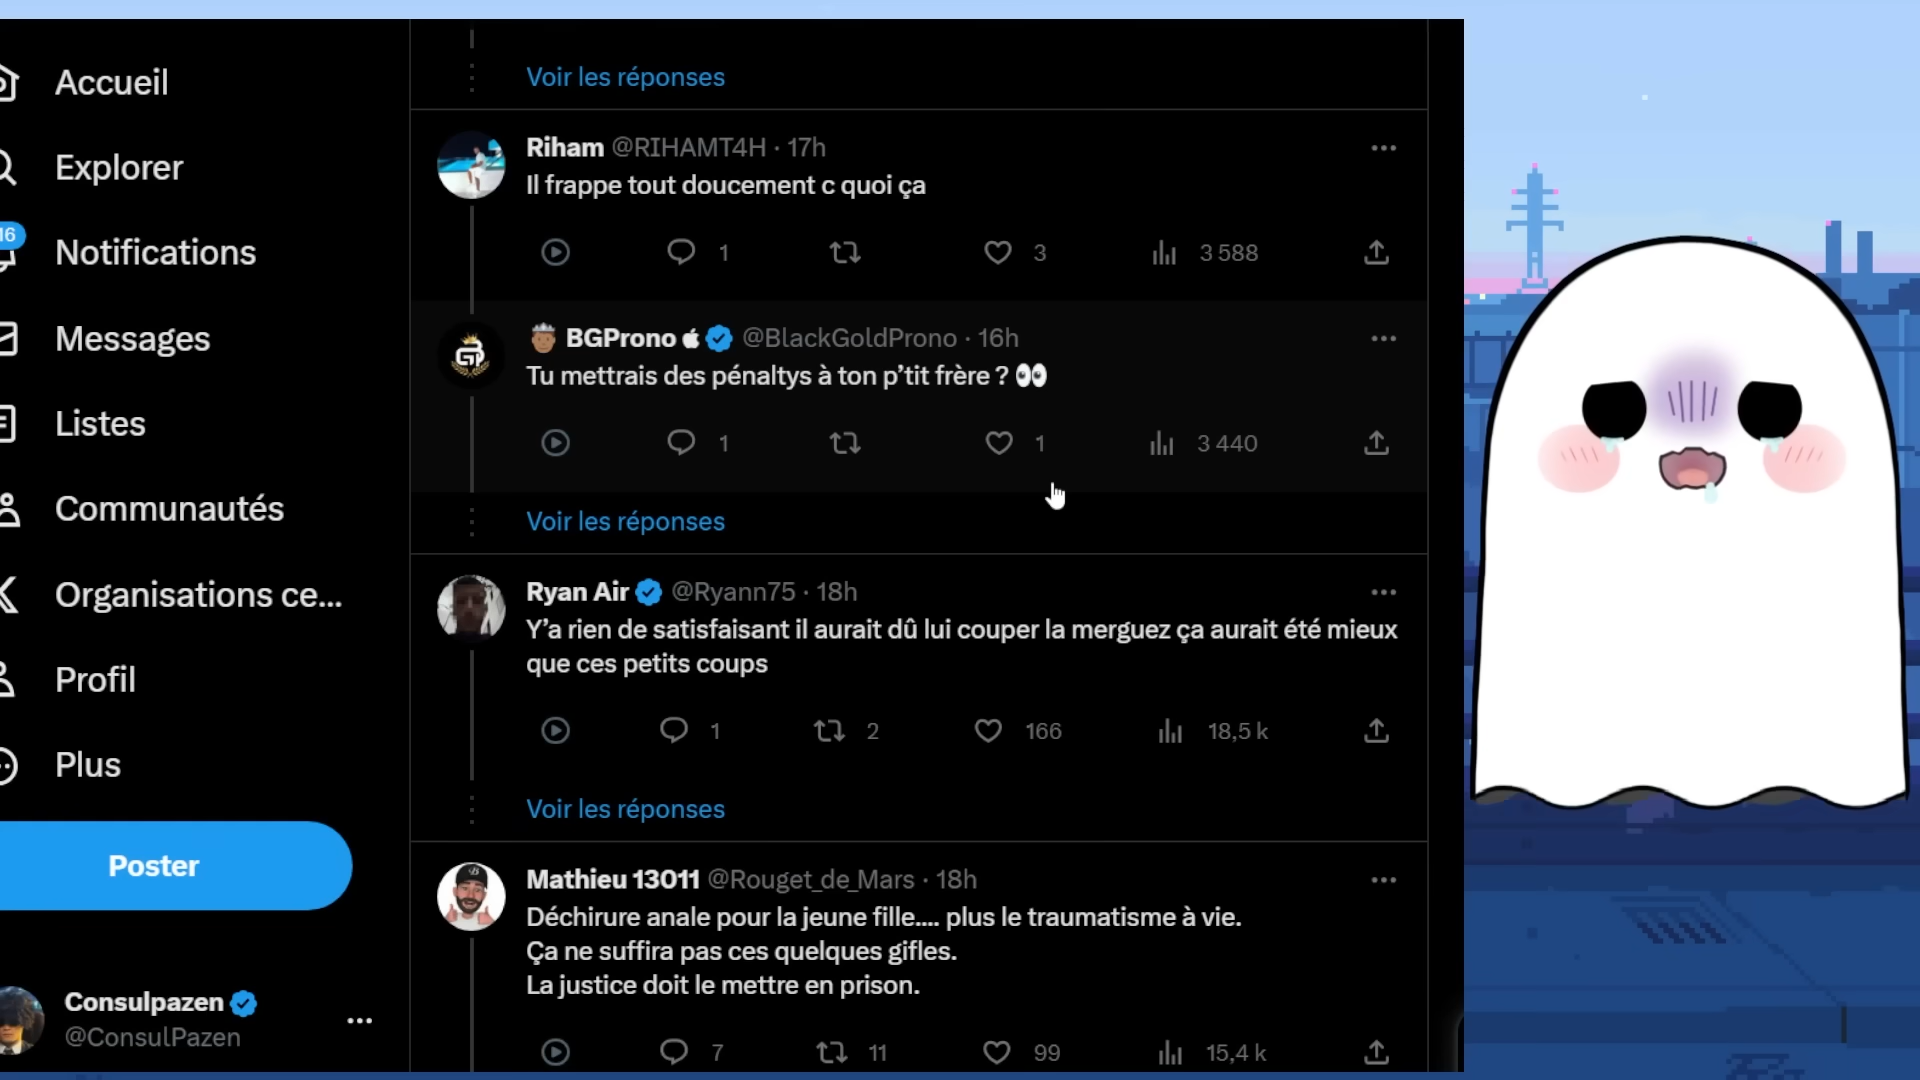 Accueil
Explorer
16
Notifications
Messages
Listes
Communautés
Organisations ce...
Profil
Plus
Poster
Consulpazen
@ConsulPazen
Voir les réponses
Riham @RIHAMT4H · 17h
Il frappe tout doucement c quoi ça
1 3 3 588
BGProno @BlackGoldProno · 16h
Tu mettrais des pénaltys à ton p’tit frère ? 👀
1 1 3 440
Voir les réponses
Ryan Air @Ryann75 · 18h
Y’a rien de satisfaisant il aurait dû lui couper la merguez ça aurait été mieux
que ces petits coups
1 2 166 18,5 k
Voir les réponses
Mathieu 13011 @Rouget_de_Mars · 18h
Déchirure anale pour la jeune fille.... plus le traumatisme à vie.
Ça ne suffira pas ces quelques gifles.
La justice doit le mettre en prison.
7 11 99 15,4 k